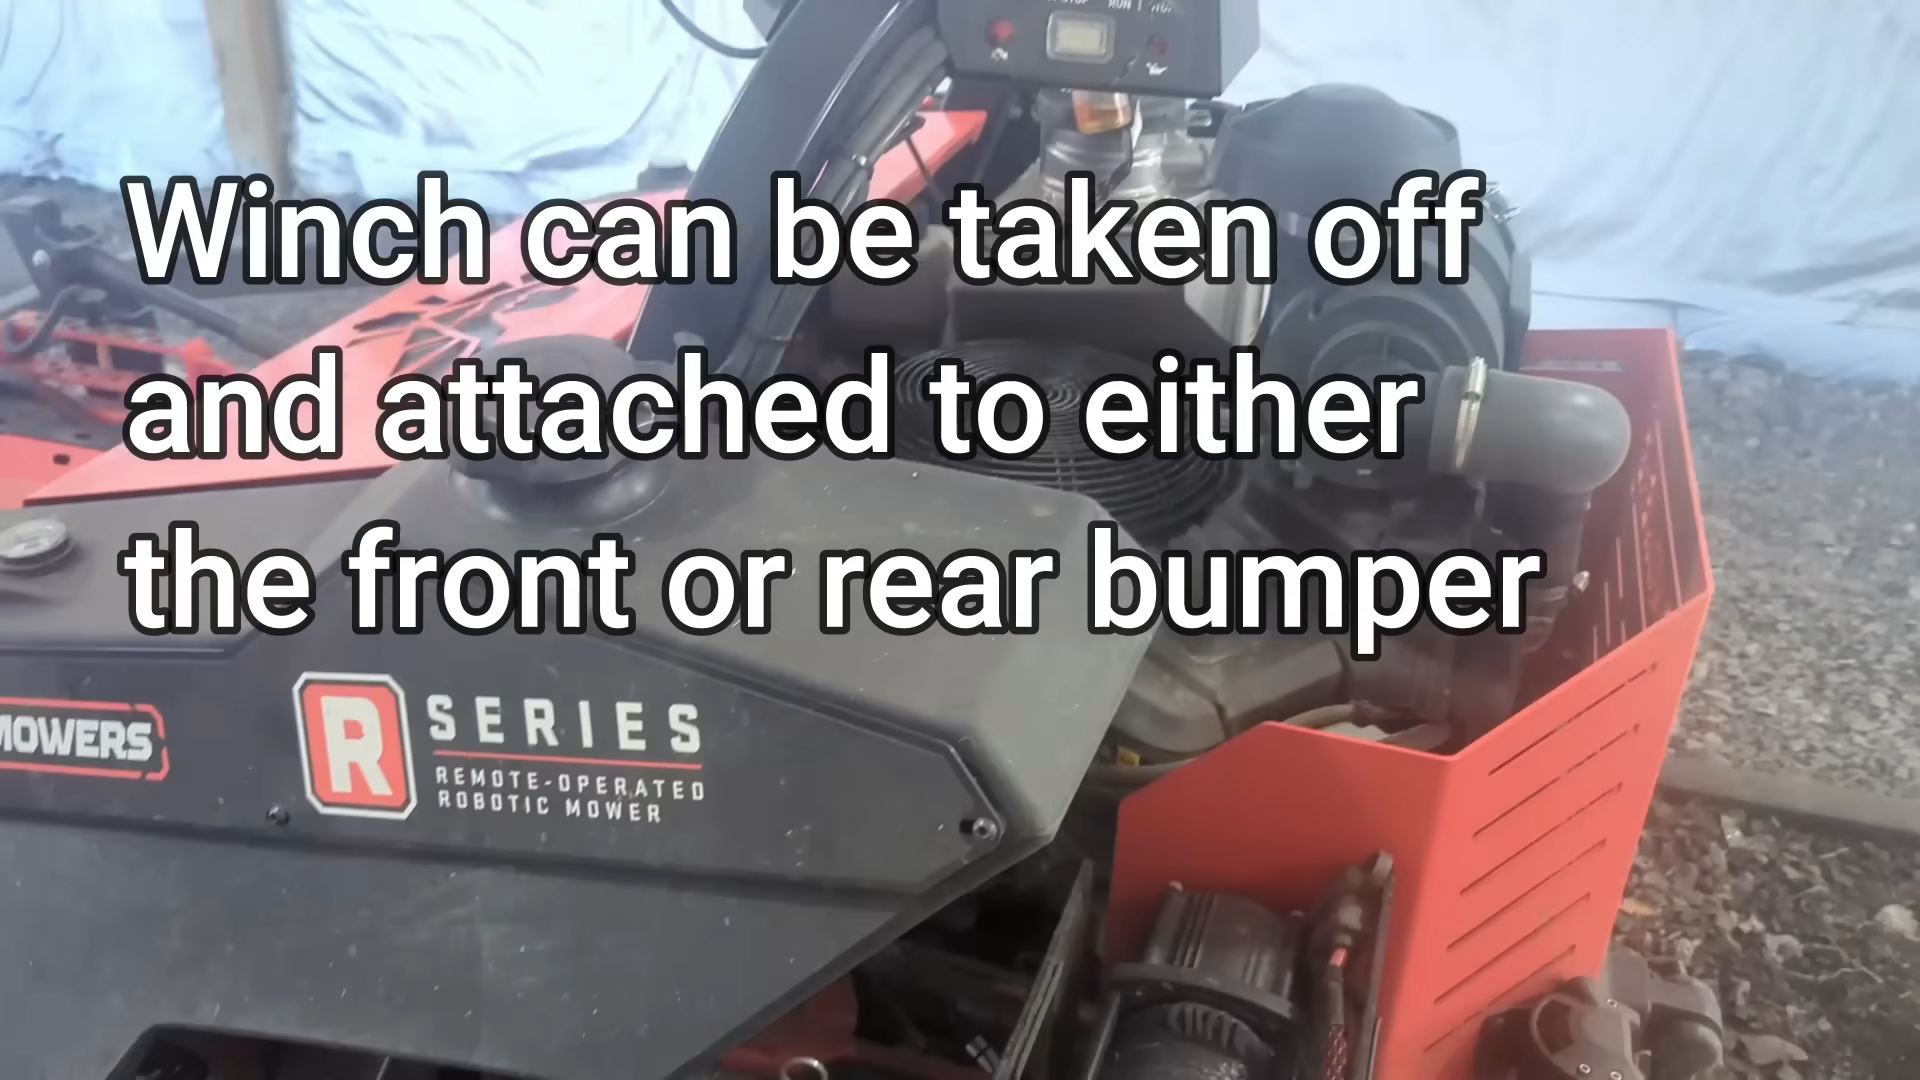 RUN
Winch can be taken off
and attached to either
the front or rear bumper
MOWERS
R SERIES
REMOTE-OPERATED
ROBOTIC MOWER